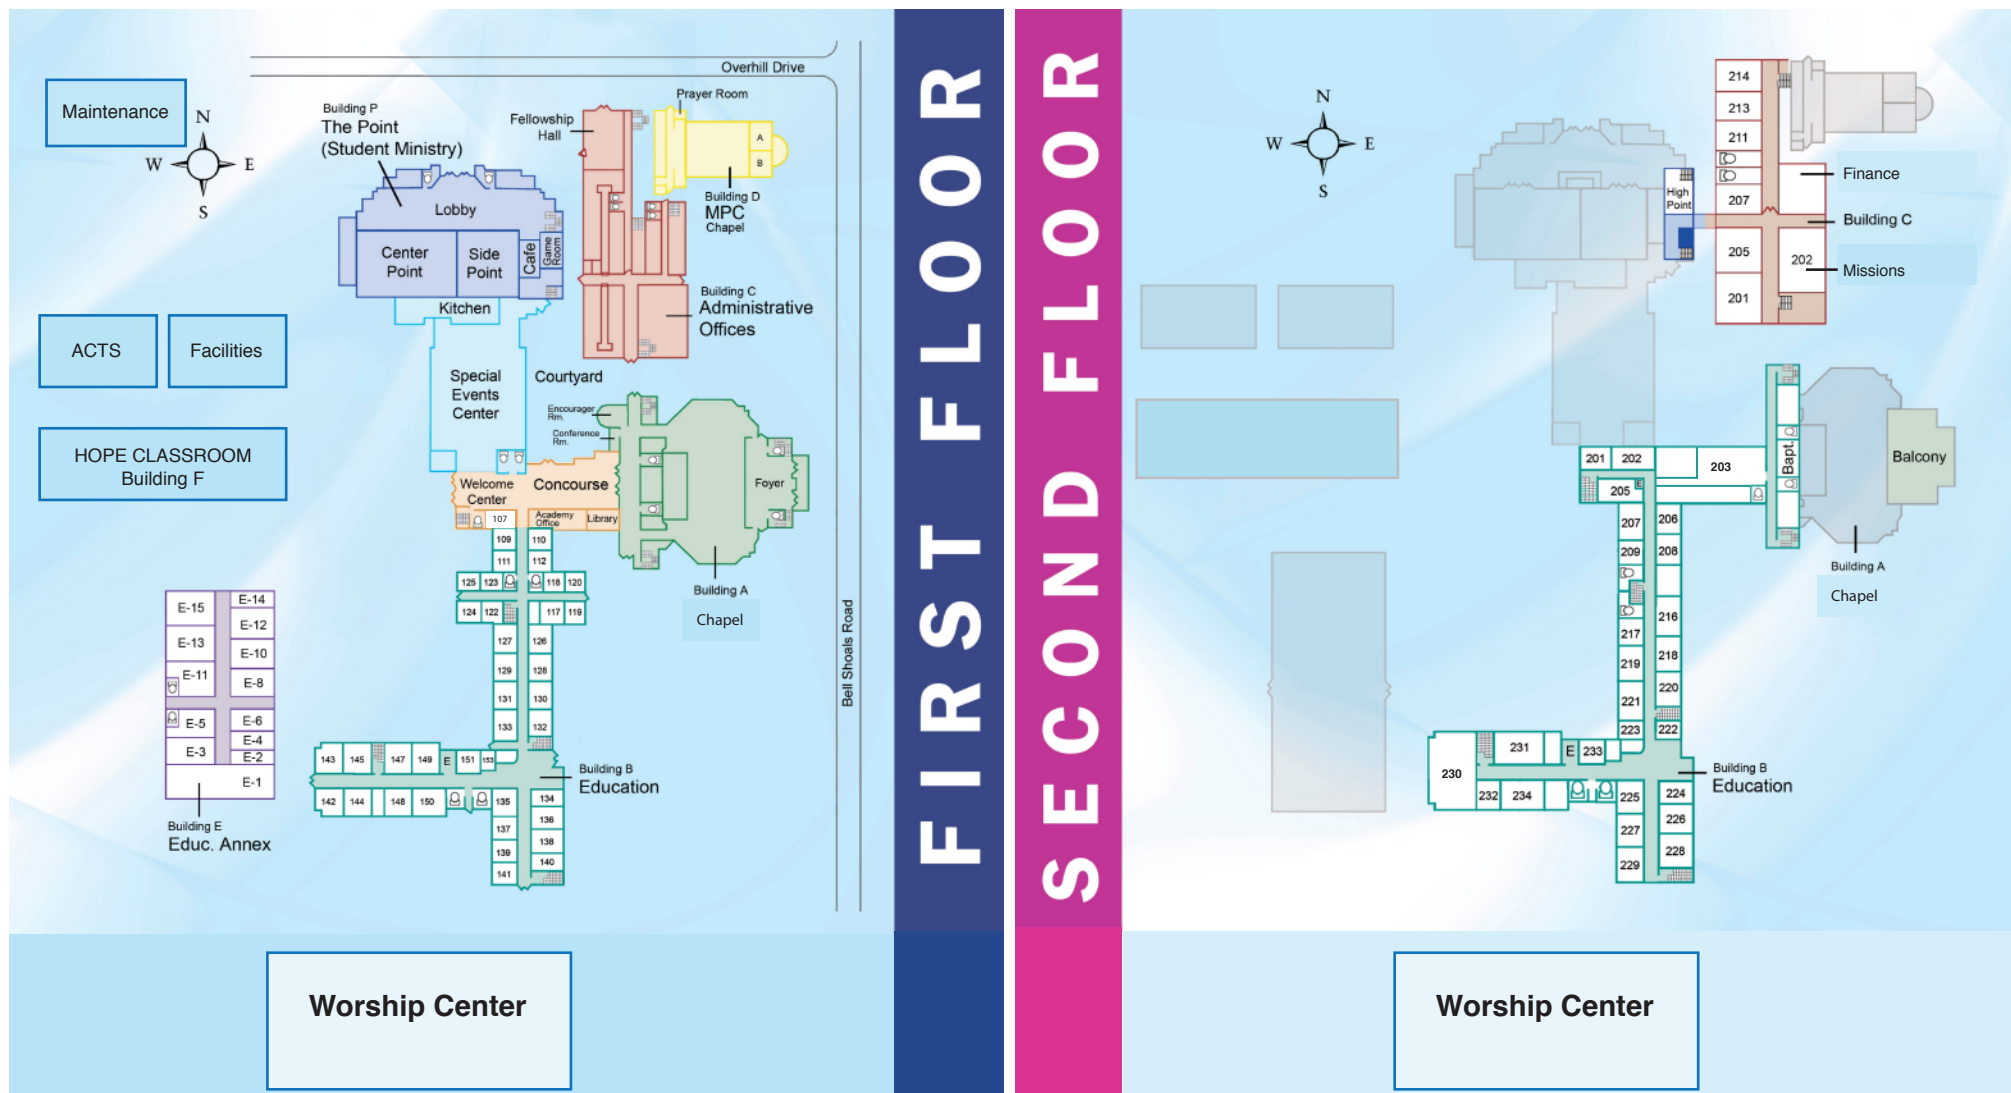 Overhill Drive
Maintenance
N
W
E
S
Building P
The Point
(Student Ministry)
Fellowship
Hall
Prayer Room
A
B
Building D
MPC
Chapel
Lobby
Center
Point
Side
Point
Cafe
Game
Room
Kitchen
Building C
Administrative
Offices
ACTS
Facilities
Special
Events
Center
Courtyard
Encourager
Rm.
Conference
Rm.
HOPE CLASSROOM
Building F
Welcome
Center
Concourse
Foyer
107
Academy
Office
Library
109
110
111
112
125
123
118
120
124
122
117
119
Building A
Chapel
Bell Shoals Road
127
126
129
128
131
130
133
132
E-15
E-14
E-12
E-13
E-10
E-11
E-8
E-5
E-6
E-4
E-3
E-2
E-1
Building E
Educ. Annex
143
145
147
149
E
151
153
Building B
Education
142
144
148
150
135
134
137
136
139
138
141
140
Worship Center
FIRST FLOOR
SECOND FLOOR
N
W
E
S
214
213
211
Finance
High
Point
207
Building C
205
202
Missions
201
201
202
203
Bapt.
Balcony
205
E
207
206
209
208
Building A
Chapel
216
217
218
219
220
221
223
222
230
231
E
233
Building B
Education
232
234
225
224
227
226
229
228
Worship Center